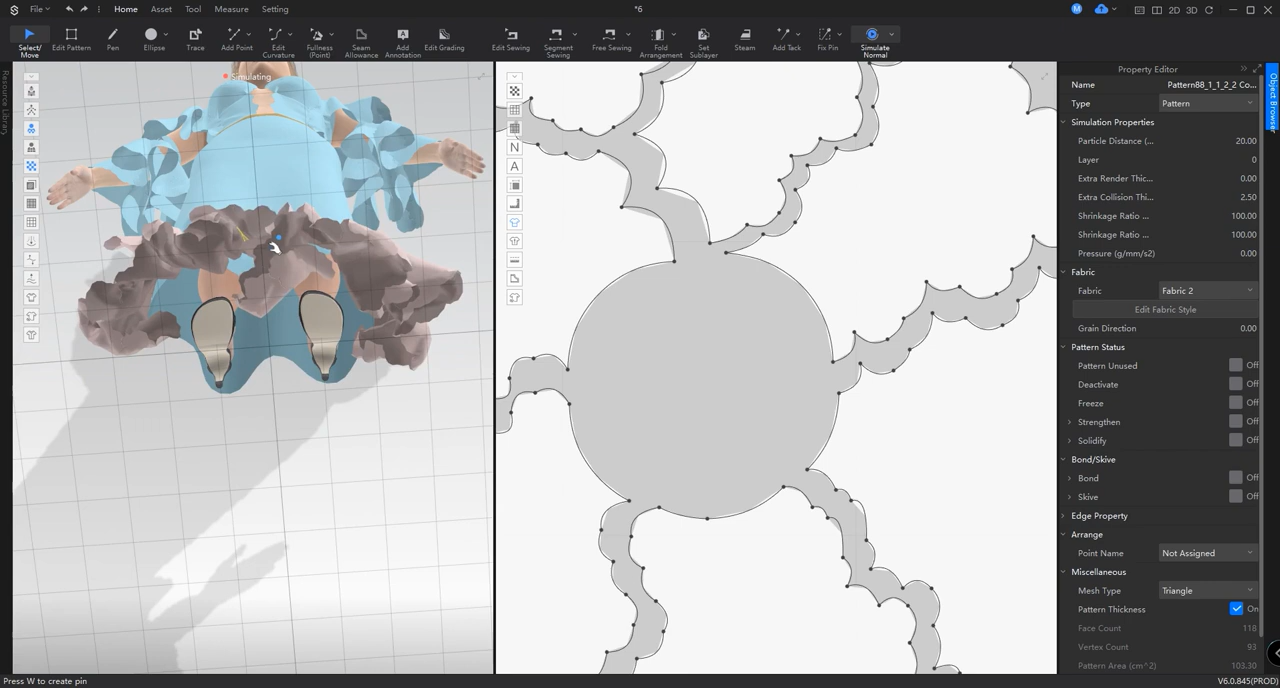 File
Home
Asset
Tool
Measure
Setting
*6
M
2D
3D
Select/
Move
Edit Pattern
Pen
Ellipse
Trace
Add Point
Edit
Curvature
Fullness
(Point)
Seam
Allowance
Add
Annotation
Edit Grading
Edit Sewing
Segment
Sewing
Free Sewing
Fold
Arrangement
Set
Sublayer
Steam
Add Tack
Fix Pin
Simulate
Normal
Resource Library
Simulating
N
A
Property Editor
Object Browser
Name Pattern88_1_1_2_2 Co...
Type Pattern
Simulation Properties
Particle Distance (... 20.00
Layer 0
Extra Render Thic... 0.00
Extra Collision Thi... 2.50
Shrinkage Ratio ... 100.00
Shrinkage Ratio ... 100.00
Pressure (g/mm/s2) 0.00
Fabric
Fabric Fabric 2
Edit Fabric Style
Grain Direction 0.00
Pattern Status
Pattern Unused Off
Deactivate Off
Freeze Off
Strengthen Off
Solidify Off
Bond/Skive
Bond Off
Skive Off
Edge Property
Arrange
Point Name Not Assigned
Miscellaneous
Mesh Type Triangle
Pattern Thickness On
Face Count 118
Vertex Count 93
Pattern Area (cm^2) 103.30
Press W to create pin
V6.0.845(PROD)